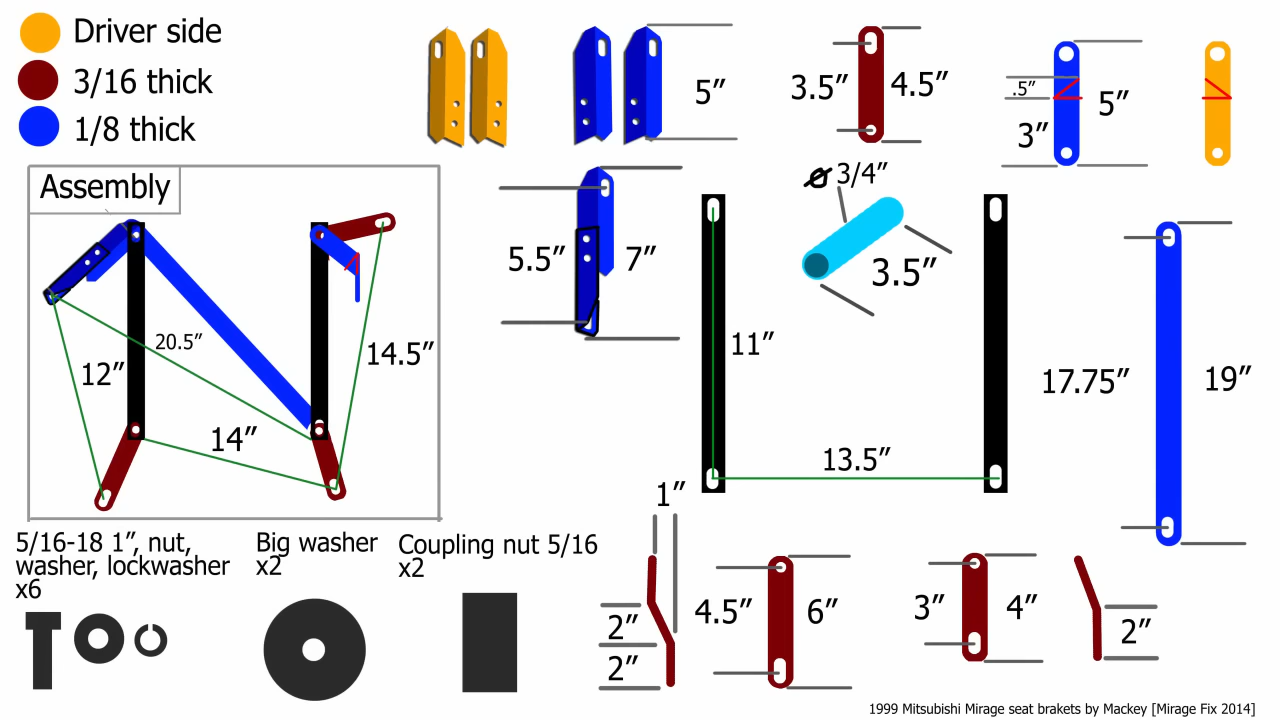 Driver side
3/16 thick
1/8 thick
5”
3.5”
4.5”
.5”
5”
3”
Assembly
ø 3/4”
5.5”
7”
3.5”
20.5”
12”
14.5”
14”
11”
17.75”
19”
13.5”
1”
5/16-18 1”, nut,
washer, lockwasher
x6
Big washer
x2
Coupling nut 5/16
x2
2”
2”
4.5”
6”
3”
4”
2”
1999 Mitsubishi Mirage seat brakets by Mackey [Mirage Fix 2014]